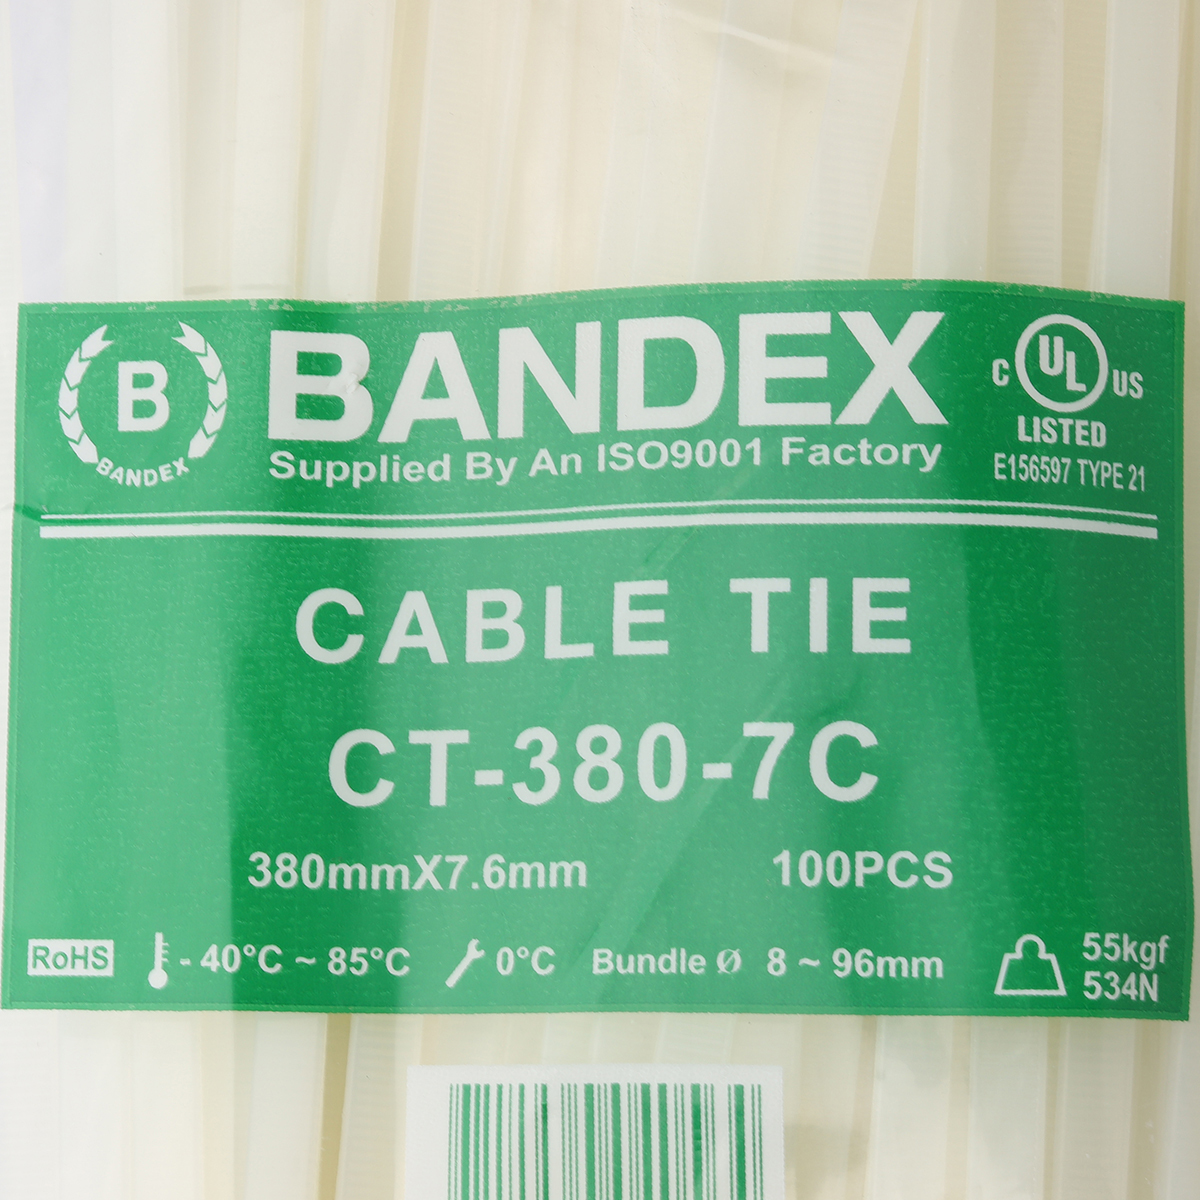 B
BANDEX
BANDEX
Supplied By An ISO9001 Factory
C UL US
LISTED
E156597 TYPE 21
CABLE TIE
CT-380-7C
380mmX7.6mm 100PCS
RoHS - 40°C ~ 85°C 0°C Bundle Ø 8 ~ 96mm
55kgf
534N